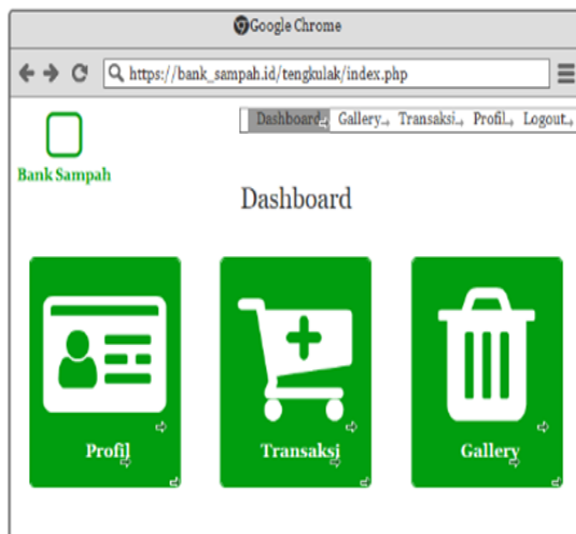 Google Chrome
https://bank_sampah.id/tengkulak/index.php
Dashboard Gallery Transaksi Profil Logout
Bank Sampah
Dashboard
Profil Transaksi Gallery